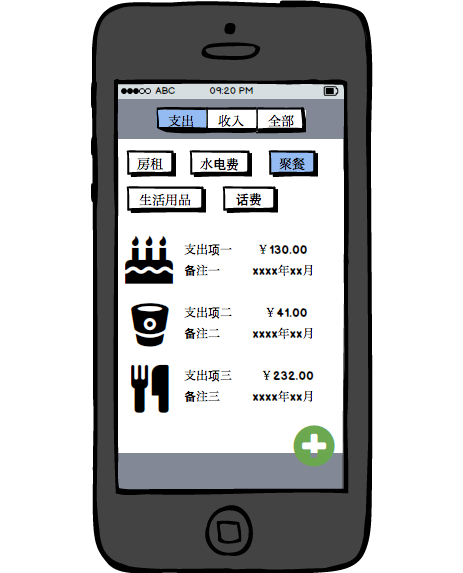 ABC 09:20 PM
支出 收入 全部
房租 水电费 聚餐
生活用品 话费
支出项一 ￥130.00
备注一 xxxx年xx月
支出项二 ￥41.00
备注二 xxxx年xx月
支出项三 ￥232.00
备注三 xxxx年xx月